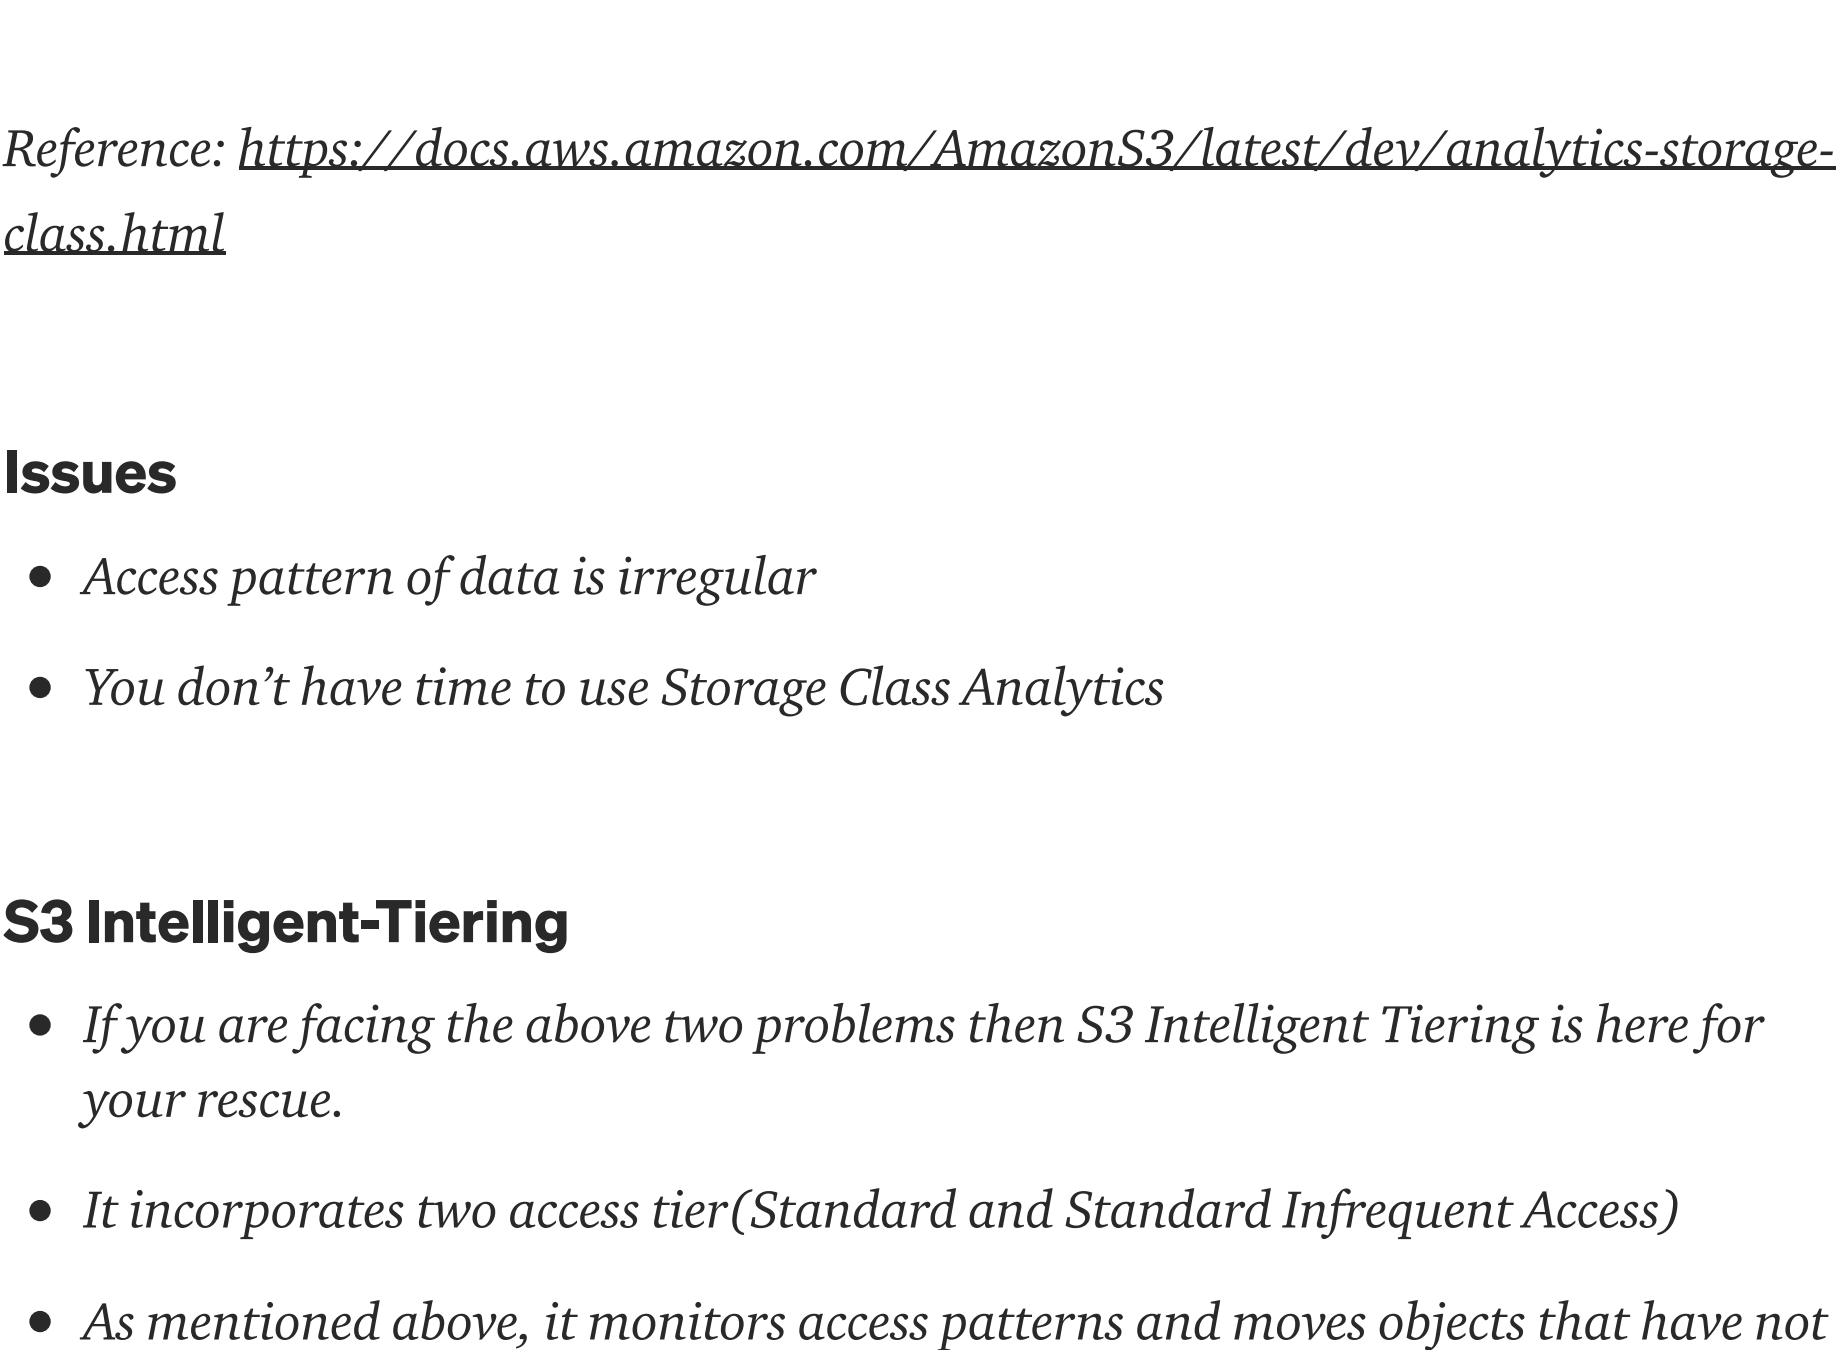 Reference: https://docs.aws.amazon.com/AmazonS3/latest/dev/analytics-storage-
class.html
Issues
● Access pattern of data is irregular
● You don’t have time to use Storage Class Analytics
S3 Intelligent-Tiering
● If you are facing the above two problems then S3 Intelligent Tiering is here for
your rescue.
● It incorporates two access tier(Standard and Standard Infrequent Access)
● As mentioned above, it monitors access patterns and moves objects that have not